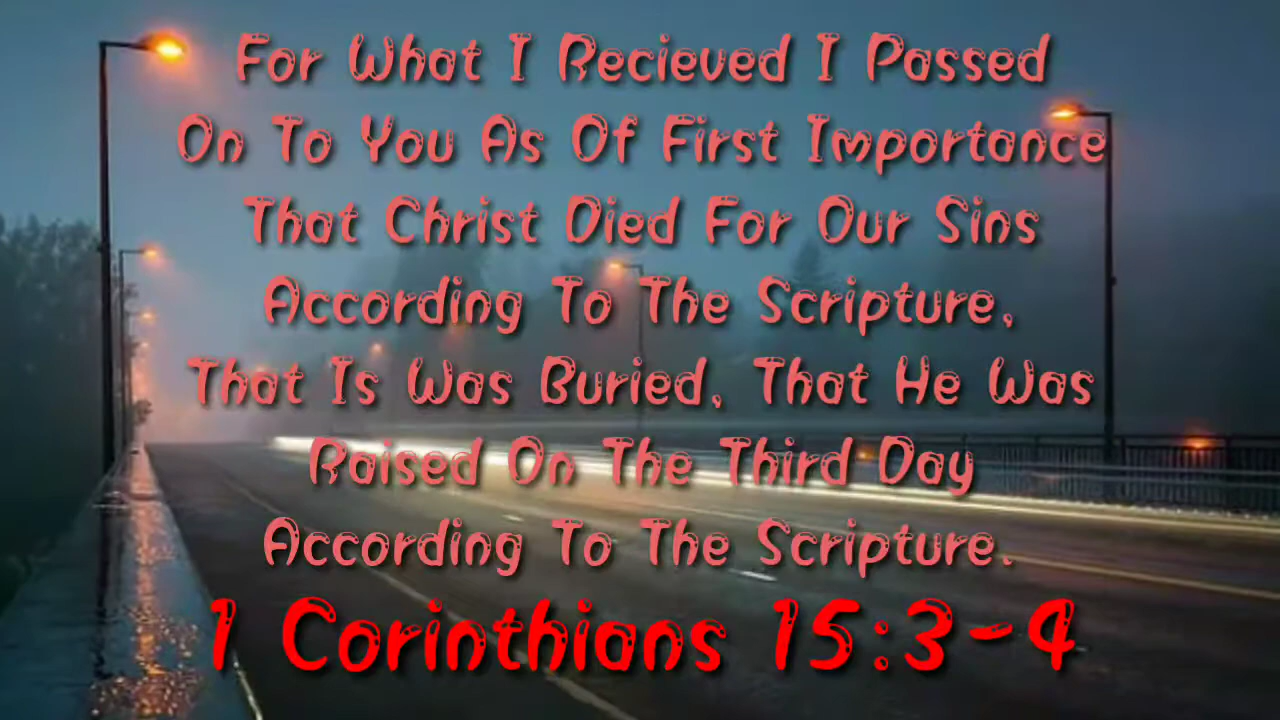 For What I Recieved I Passed
On To You As Of First Importance
That Christ Died For Our Sins
According To The Scripture,
That Is Was Buried, That He Was
Raised On The Third Day
According To The Scripture.
1 Corinthians 15:3-4